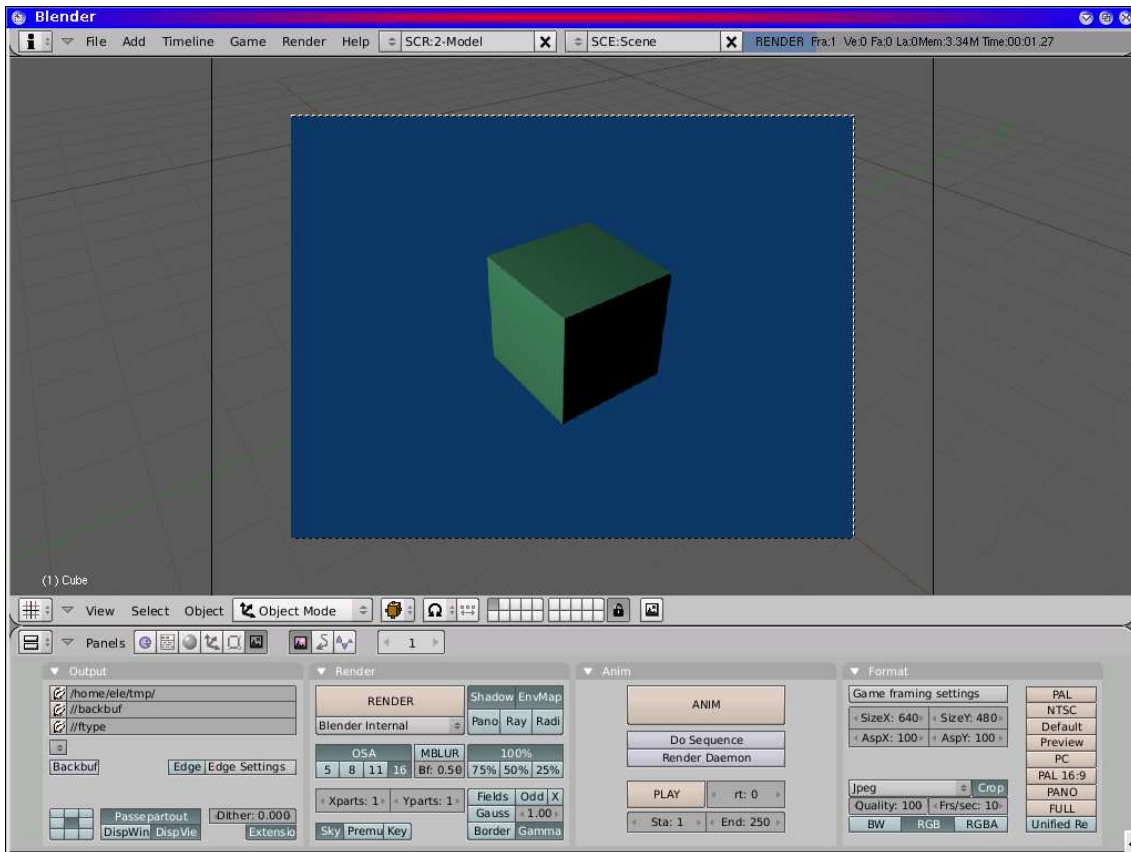 Blender
File Add Timeline Game Render Help SCR:2-Model X SCE:Scene X RENDER Fra:1 Ve:0 Fa:0 La:0Mem:3.34M Time:00:01.27
(1) Cube
View Select Object Object Mode
Panels 1
Output
/home/ele/tmp/
//backbuf
//ftype
Backbuf Edge Edge Settings
Passepartout Dither: 0.000
DispWin DispVie Extensio
Render
RENDER Shadow EnvMap
Blender Internal Pano Ray Radi
OSA MBLUR 100%
5 8 11 16 Bf: 0.50 75% 50% 25%
Xparts: 1 Yparts: 1 Fields Odd X
Gauss 1.00
Sky Premu Key Border Gamma
Anim
ANIM
Do Sequence
Render Daemon
PLAY rt: 0
Sta: 1 End: 250
Format
Game framing settings
SizeX: 640 SizeY: 480
AspX: 100 AspY: 100
Jpeg Crop
Quality: 100 Frs/sec: 10
BW RGB RGBA
PAL
NTSC
Default
Preview
PC
PAL 16:9
PANO
FULL
Unified Re